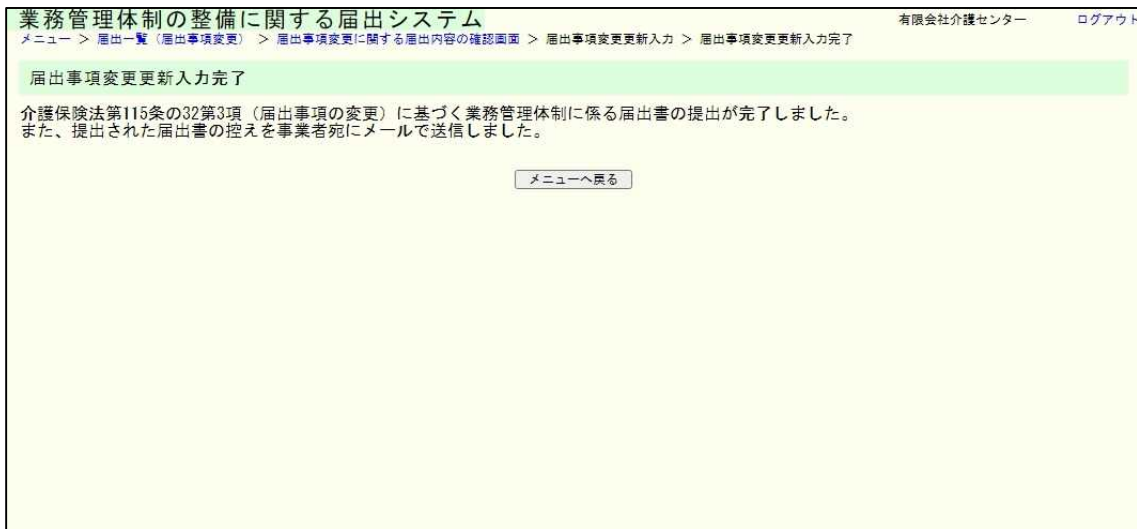 業務管理体制の整備に関する届出システム
有限会社介護センター ログアウト
メニュー > 届出一覧（届出事項変更） > 届出事項変更に関する届出内容の確認画面 > 届出事項変更更新入力 > 届出事項変更更新入力完了
届出事項変更更新入力完了
介護保険法第115条の32第3項（届出事項の変更）に基づく業務管理体制に係る届出書の提出が完了しました。
また、提出された届出書の控えを事業者宛にメールで送信しました。
メニューへ戻る